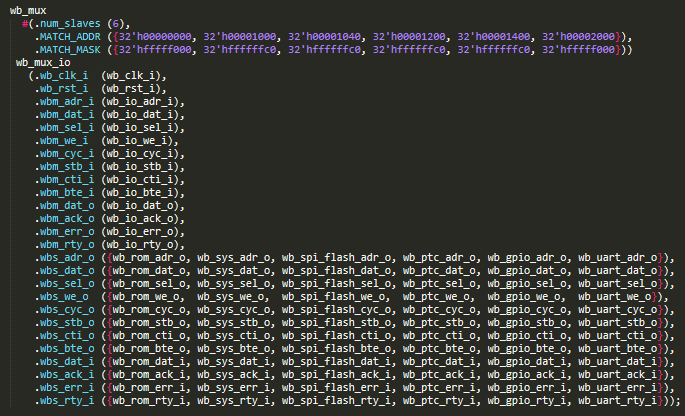 wb_mux
#(.num_slaves (6),
.MATCH_ADDR ({32'h00000000, 32'h00001000, 32'h00001040, 32'h00001200, 32'h00001400, 32'h00002000}),
.MATCH_MASK ({32'hfffff000, 32'hffffffc0, 32'hffffffc0, 32'hffffffc0, 32'hffffffc0, 32'hfffff000}))
wb_mux_io
(.wb_clk_i (wb_clk_i),
.wb_rst_i (wb_rst_i),
.wbm_adr_i (wb_io_adr_i),
.wbm_dat_i (wb_io_dat_i),
.wbm_sel_i (wb_io_sel_i),
.wbm_we_i (wb_io_we_i),
.wbm_cyc_i (wb_io_cyc_i),
.wbm_stb_i (wb_io_stb_i),
.wbm_cti_i (wb_io_cti_i),
.wbm_bte_i (wb_io_bte_i),
.wbm_dat_o (wb_io_dat_o),
.wbm_ack_o (wb_io_ack_o),
.wbm_err_o (wb_io_err_o),
.wbm_rty_o (wb_io_rty_o),
.wbs_adr_o ({wb_rom_adr_o, wb_sys_adr_o, wb_spi_flash_adr_o, wb_ptc_adr_o, wb_gpio_adr_o, wb_uart_adr_o}),
.wbs_dat_o ({wb_rom_dat_o, wb_sys_dat_o, wb_spi_flash_dat_o, wb_ptc_dat_o, wb_gpio_dat_o, wb_uart_dat_o}),
.wbs_sel_o ({wb_rom_sel_o, wb_sys_sel_o, wb_spi_flash_sel_o, wb_ptc_sel_o, wb_gpio_sel_o, wb_uart_sel_o}),
.wbs_we_o ({wb_rom_we_o, wb_sys_we_o, wb_spi_flash_we_o, wb_ptc_we_o, wb_gpio_we_o, wb_uart_we_o}),
.wbs_cyc_o ({wb_rom_cyc_o, wb_sys_cyc_o, wb_spi_flash_cyc_o, wb_ptc_cyc_o, wb_gpio_cyc_o, wb_uart_cyc_o}),
.wbs_stb_o ({wb_rom_stb_o, wb_sys_stb_o, wb_spi_flash_stb_o, wb_ptc_stb_o, wb_gpio_stb_o, wb_uart_stb_o}),
.wbs_cti_o ({wb_rom_cti_o, wb_sys_cti_o, wb_spi_flash_cti_o, wb_ptc_cti_o, wb_gpio_cti_o, wb_uart_cti_o}),
.wbs_bte_o ({wb_rom_bte_o, wb_sys_bte_o, wb_spi_flash_bte_o, wb_ptc_bte_o, wb_gpio_bte_o, wb_uart_bte_o}),
.wbs_dat_i ({wb_rom_dat_i, wb_sys_dat_i, wb_spi_flash_dat_i, wb_ptc_dat_i, wb_gpio_dat_i, wb_uart_dat_i}),
.wbs_ack_i ({wb_rom_ack_i, wb_sys_ack_i, wb_spi_flash_ack_i, wb_ptc_ack_i, wb_gpio_ack_i, wb_uart_ack_i}),
.wbs_err_i ({wb_rom_err_i, wb_sys_err_i, wb_spi_flash_err_i, wb_ptc_err_i, wb_gpio_err_i, wb_uart_err_i}),
.wbs_rty_i ({wb_rom_rty_i, wb_sys_rty_i, wb_spi_flash_rty_i, wb_ptc_rty_i, wb_gpio_rty_i, wb_uart_rty_i}));